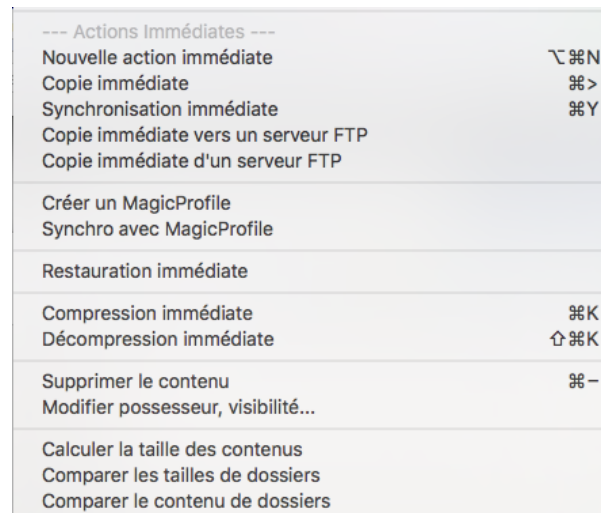 --- Actions Immédiates ---
Nouvelle action immédiate ⌥⌘N
Copie immédiate ⌘>
Synchronisation immédiate ⌘Y
Copie immédiate vers un serveur FTP
Copie immédiate d'un serveur FTP
Créer un MagicProfile
Synchro avec MagicProfile
Restauration immédiate
Compression immédiate ⌘K
Décompression immédiate ⇧⌘K
Supprimer le contenu ⌘−
Modifier possesseur, visibilité...
Calculer la taille des contenus
Comparer les tailles de dossiers
Comparer le contenu de dossiers